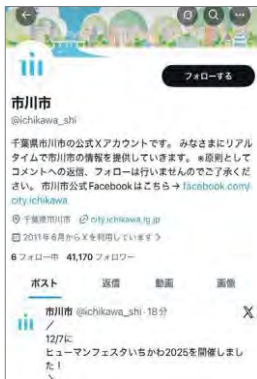 フォローする
市川市
@ichikawa_shi
千葉県市川市の公式Xアカウントです。みなさまにリアル
タイムで市川市の情報を提供していきます。＊原則として
コメントへの返信、フォローは行いませんのでご了承くだ
さい。市川市公式Facebookはこちら→ facebook.com/
city.ichikawa
千葉県市川市 city.ichikawa.lg.jp
2011年6月からXを利用しています
6 フォロー中 41,170 フォロワー
ポスト 返信 動画 画像
市川市 @ichikawa_shi・18分
／
12/7に
ヒューマンフェスタいちかわ2025を開催しまし
た！
＼